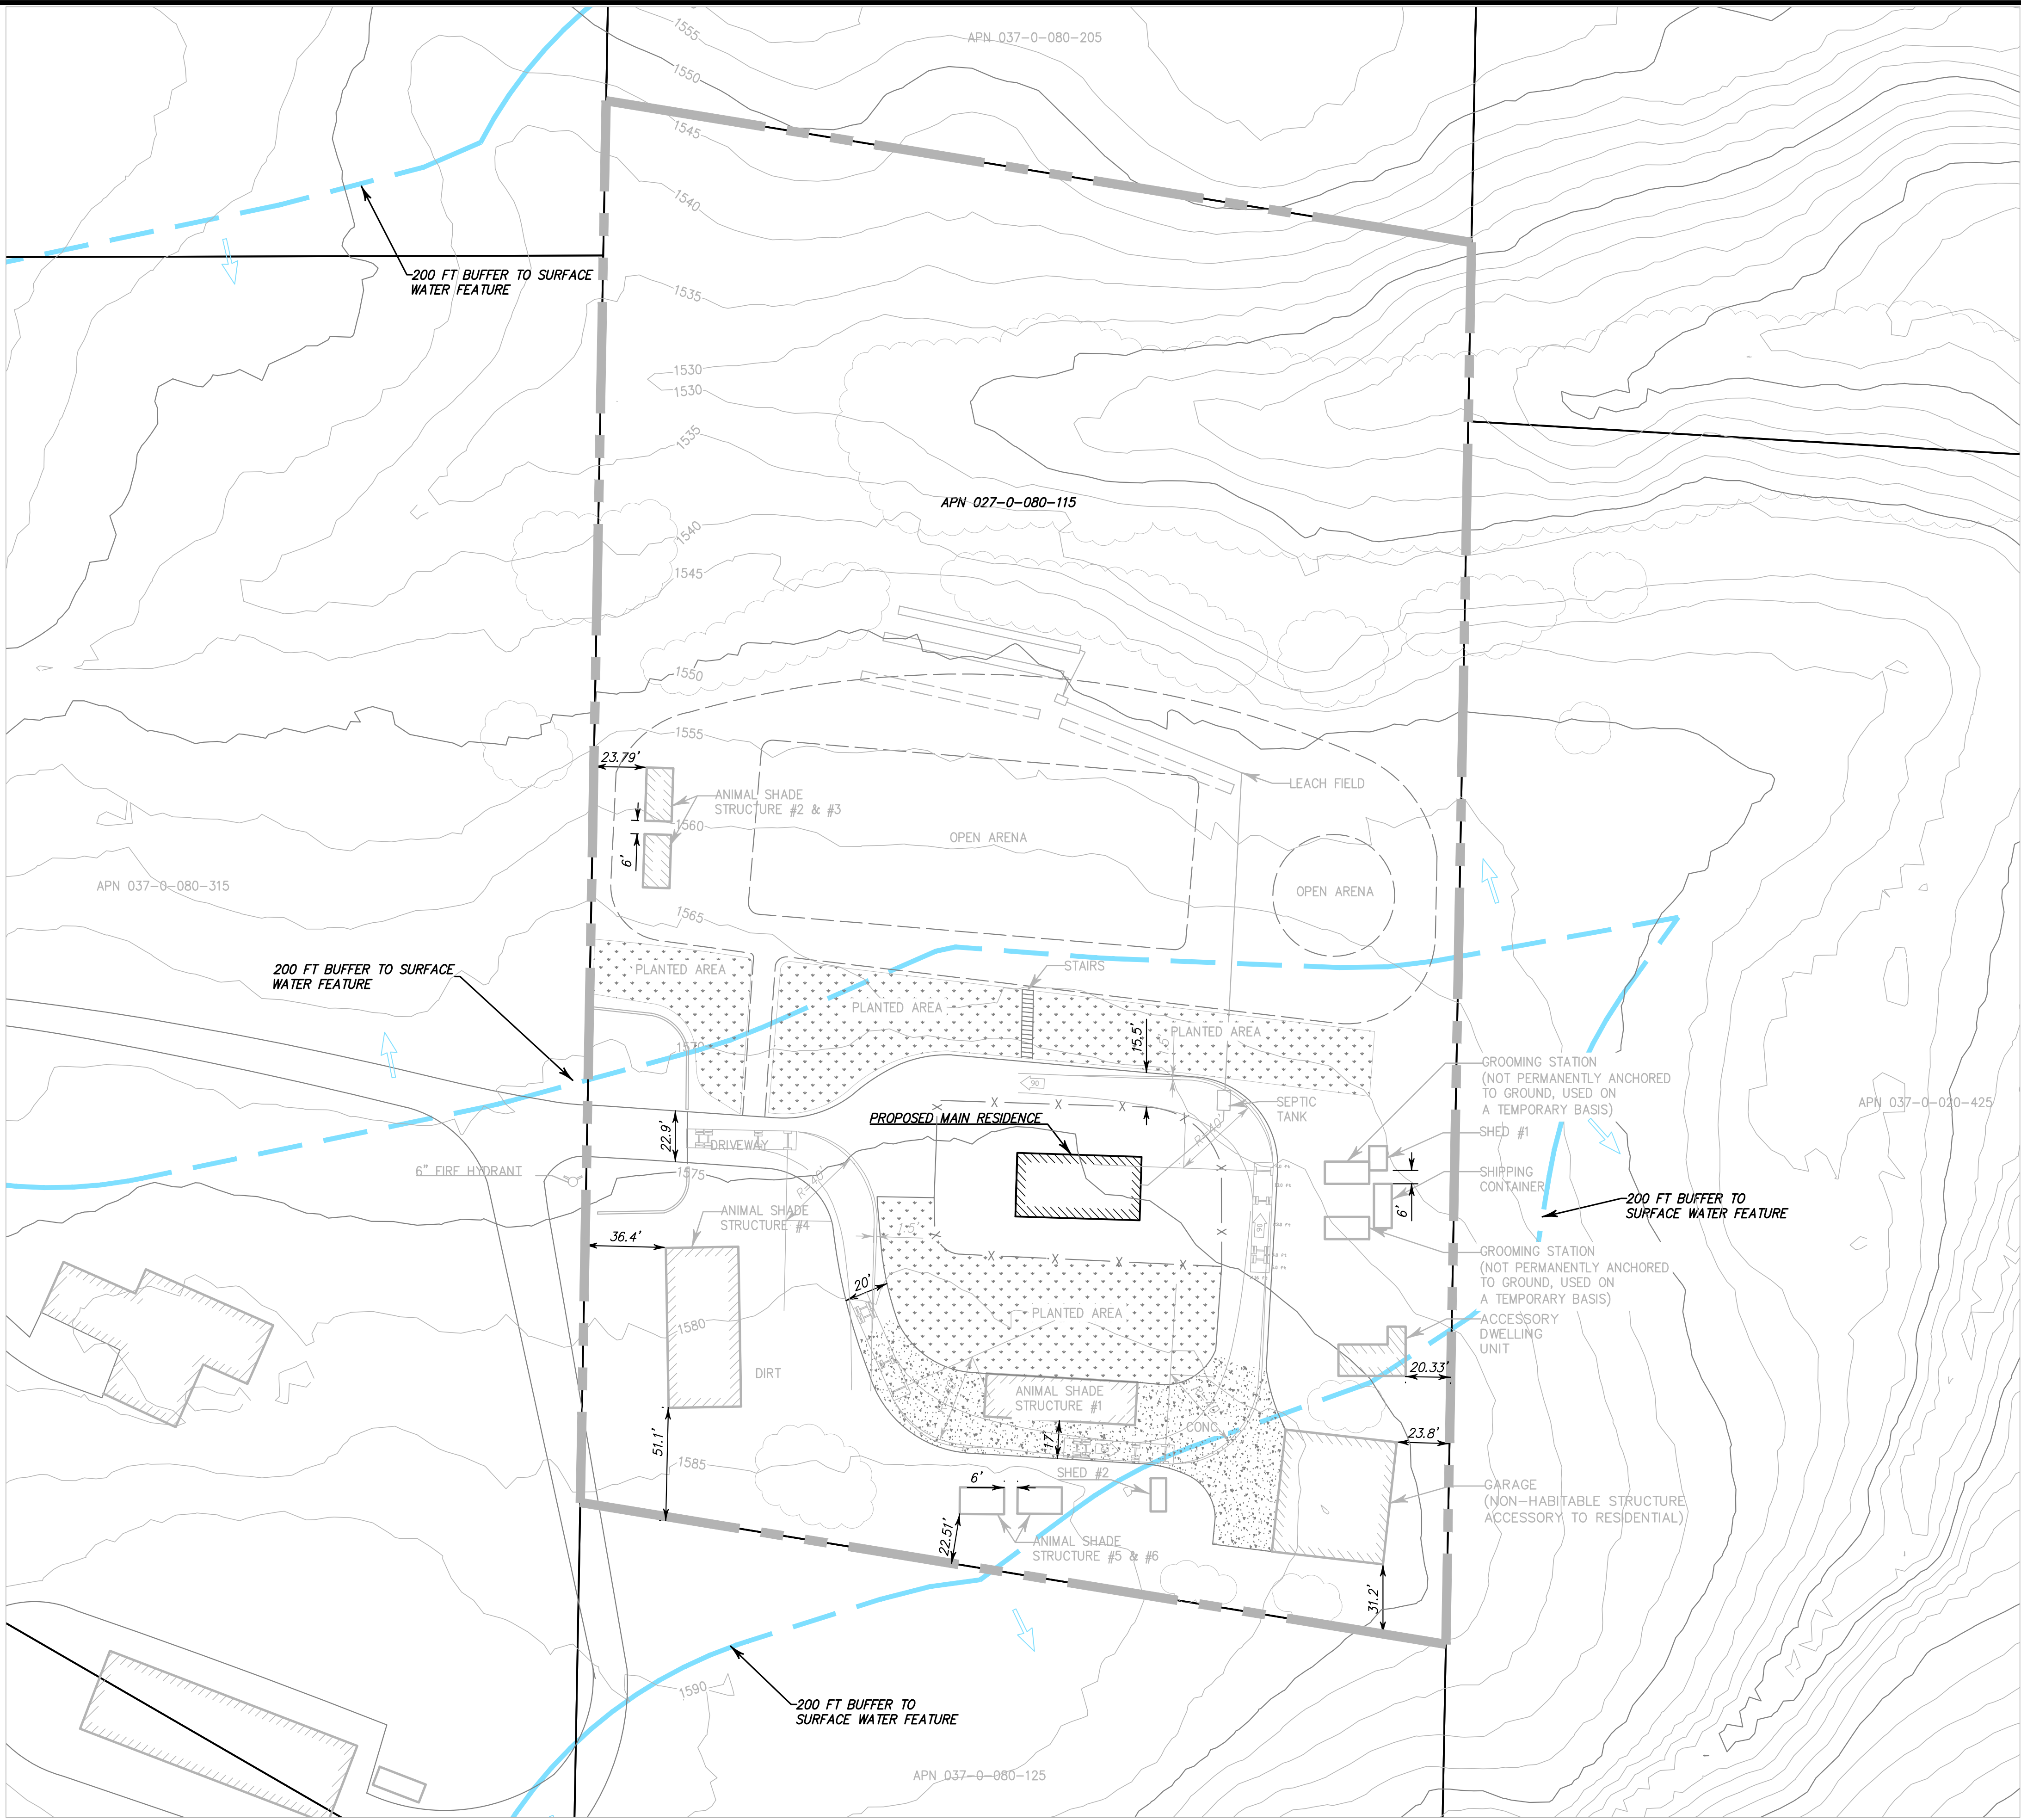 APN 037-0-080-205
1555
1550
1545
1540
1535
1530
1530
1535
1540
1545
1550
1555
1560
1565
1570
1575
1580
1585
1590
200 FT BUFFER TO SURFACE
WATER FEATURE
APN 027-0-080-115
23.79'
6'
ANIMAL SHADE
STRUCTURE #2 & #3
OPEN ARENA
LEACH FIELD
OPEN ARENA
APN 037-0-080-315
200 FT BUFFER TO SURFACE
WATER FEATURE
PLANTED AREA
PLANTED AREA
STAIRS
PLANTED AREA
15.5'
90
SEPTIC
TANK
R=40'
PROPOSED MAIN RESIDENCE
22.9'
DRIVEWAY
R=45'
6" FIRE HYDRANT
GROOMING STATION
(NOT PERMANENTLY ANCHORED
TO GROUND, USED ON
A TEMPORARY BASIS)
APN 037-0-020-425
SHED #1
SHIPPING
CONTAINER
6'
200 FT BUFFER TO
SURFACE WATER FEATURE
GROOMING STATION
(NOT PERMANENTLY ANCHORED
TO GROUND, USED ON
A TEMPORARY BASIS)
ANIMAL SHADE
STRUCTURE #4
36.4'
1.5'
90
20'
PLANTED AREA
ACCESSORY
DWELLING
UNIT
20.33'
DIRT
ANIMAL SHADE
STRUCTURE #1
CONC.
17'
51.1'
23.8'
SHED #2
6'
GARAGE
(NON-HABITABLE STRUCTURE
ACCESSORY TO RESIDENTIAL)
22.51'
ANIMAL SHADE
STRUCTURE #5 & #6
31.2'
200 FT BUFFER TO
SURFACE WATER FEATURE
APN 037-0-080-125